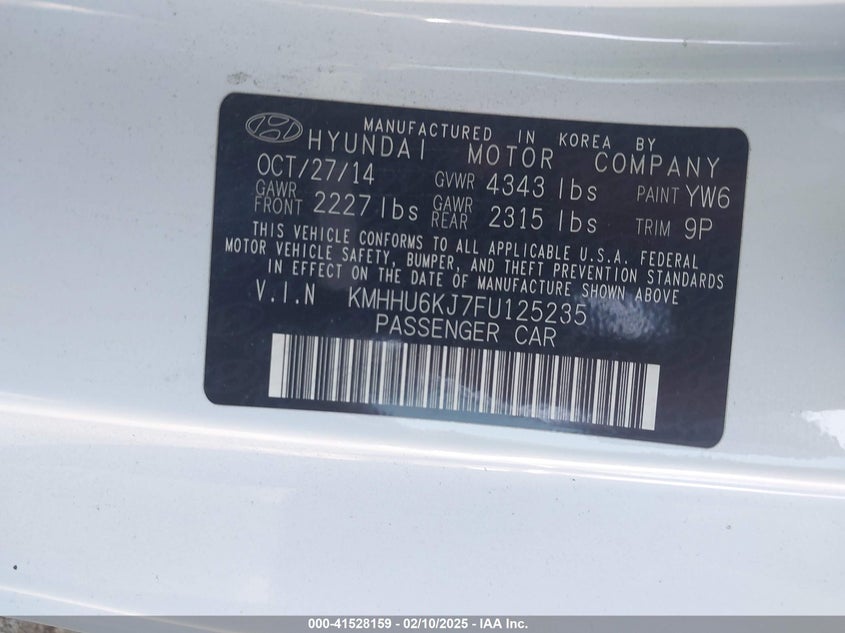 MANUFACTURED IN KOREA BY
HYUNDAI MOTOR COMPANY
OCT/27/14 GVWR 4343 lbs PAINT YW6
GAWR FRONT 2227 lbs GAWR REAR 2315 lbs TRIM 9P
THIS VEHICLE CONFORMS TO ALL APPLICABLE U.S.A. FEDERAL
MOTOR VEHICLE SAFETY, BUMPER, AND THEFT PREVENTION STANDARDS
IN EFFECT ON THE DATE OF MANUFACTURE SHOWN ABOVE
V.I.N KMHHU6KJ7FU125235
PASSENGER CAR
000-41528159 - 02/10/2025 - IAA Inc.